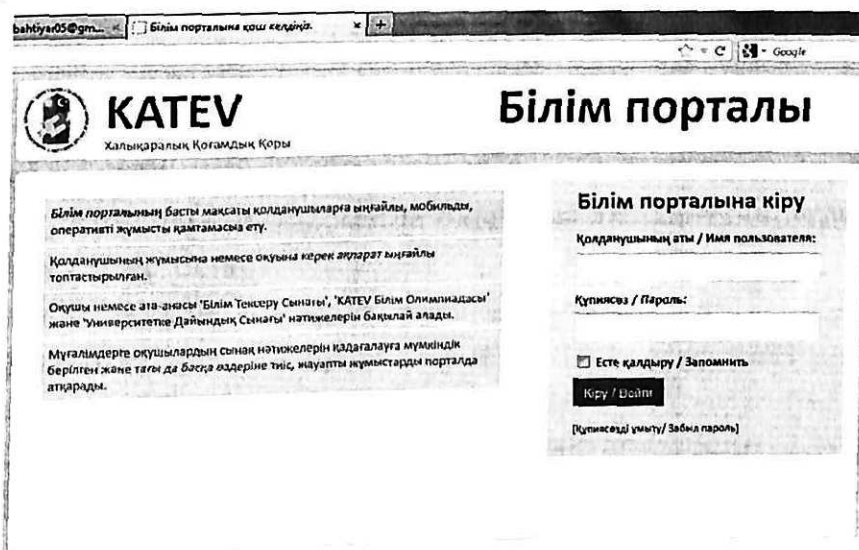 bahtiyar05@gm...
Білім порталына қош келдіңіз.
Google
KATEV
Халықаралық Қоғамдық Қоры
Білім порталы
Білім порталының басты мақсаты қолданушыларға ыңғайлы, мобильды,
оперативті жұмысты қамтамасыз ету.
Қолданушының жұмысына немесе оқуына керек ақпарат ыңғайлы
топтастырылған.
Оқушы немесе ата-анасы 'Білім Тексеру Сынағы', 'KATEV Білім Олимпиадасы'
және 'Университетке Дайындық Сынағы' нәтижелерін бақылай алады.
Мұғалімдерге оқушылардың сынақ нәтижелерін қадағалауға мүмкіндік
берілген және тағы да басқа өздеріне тиіс, жауапты жұмыстарды порталда
атқарады.
Білім порталына кіру
Қолданушының аты / Имя пользователя:
Құпиясөз / Пароль:
Есте қалдыру / Запомнить
Кіру / Войти
[Құпиясөзді ұмыту/ Забыл пароль]